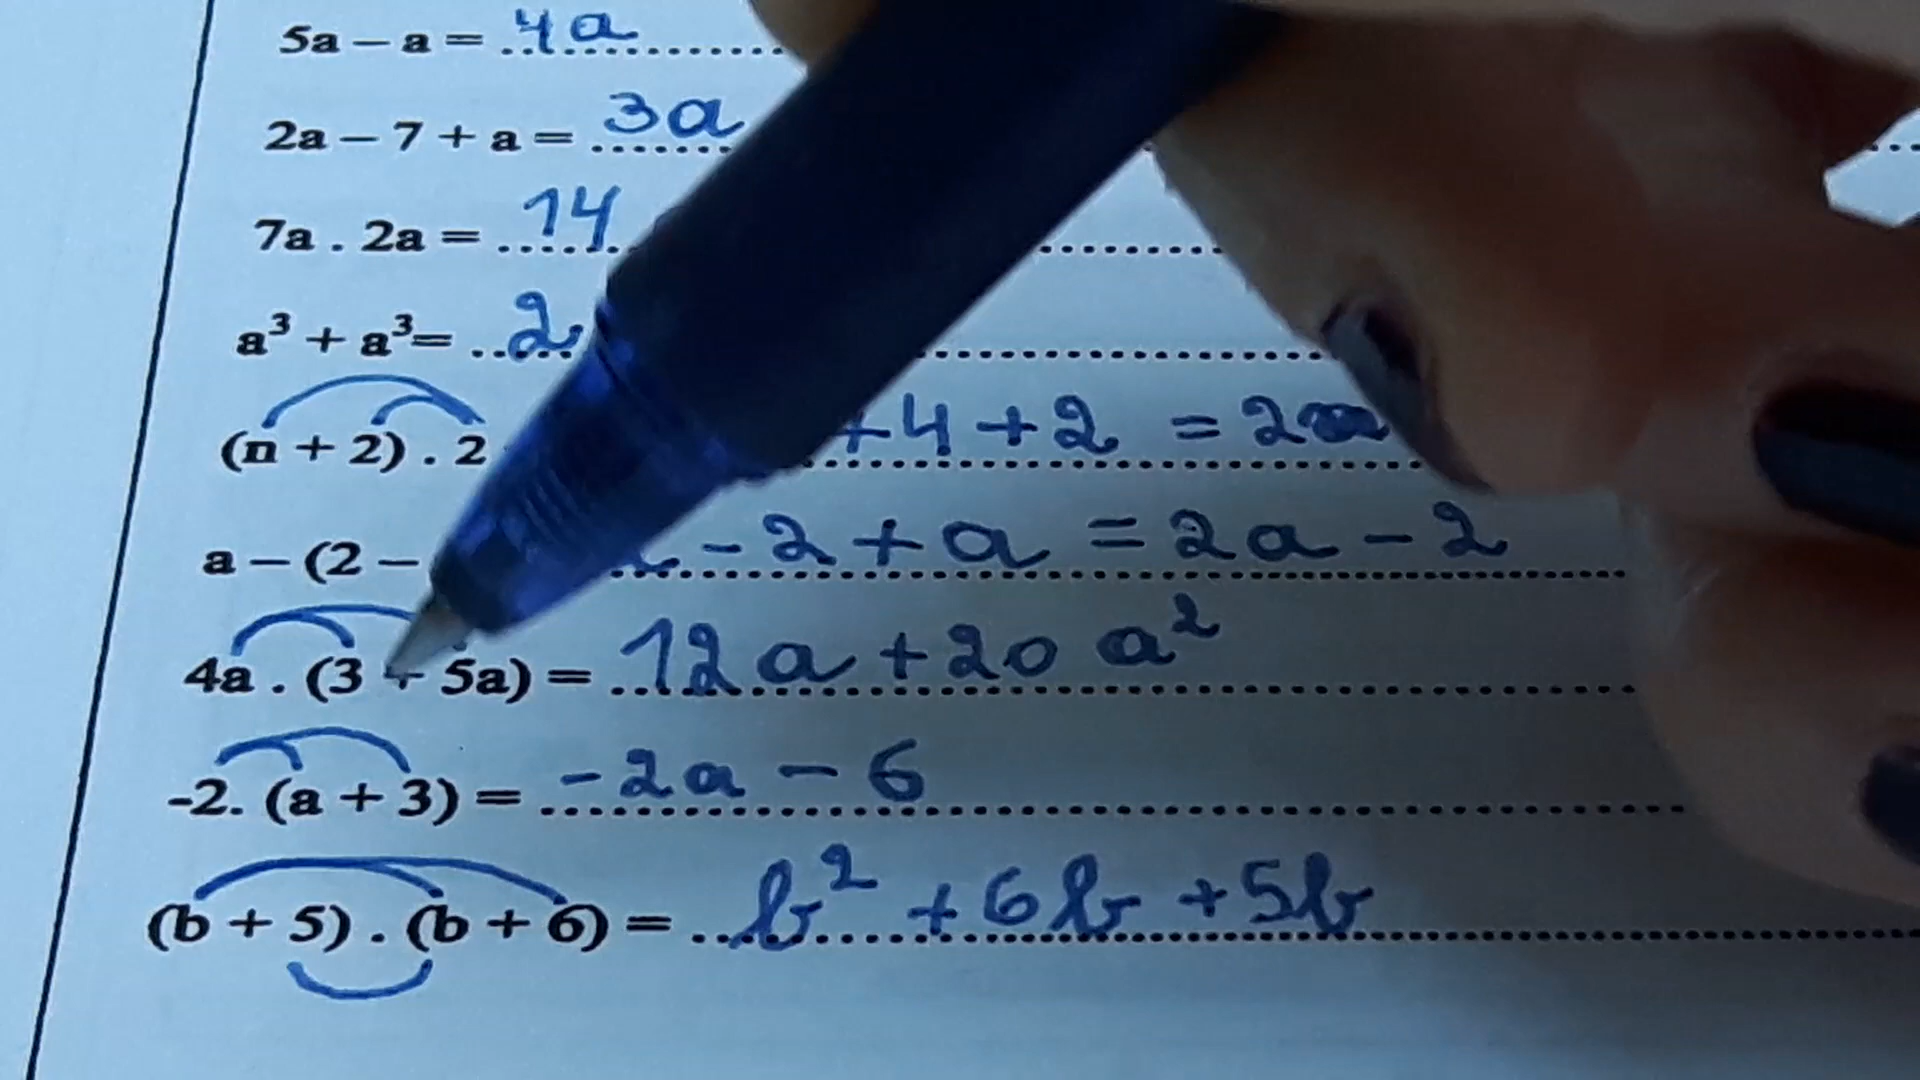 5a – a = 4a
2a – 7 + a = 3a
7a . 2a = 14
a³ + a³= 2
(n + 2) . 2 +4 +2 = 2
a – (2 – - 2 + a = 2a - 2
4a . (3 + 5a) = 12a +20 a²
-2. (a + 3) = -2a - 6
(b + 5) . (b + 6) = b² +6b +5b